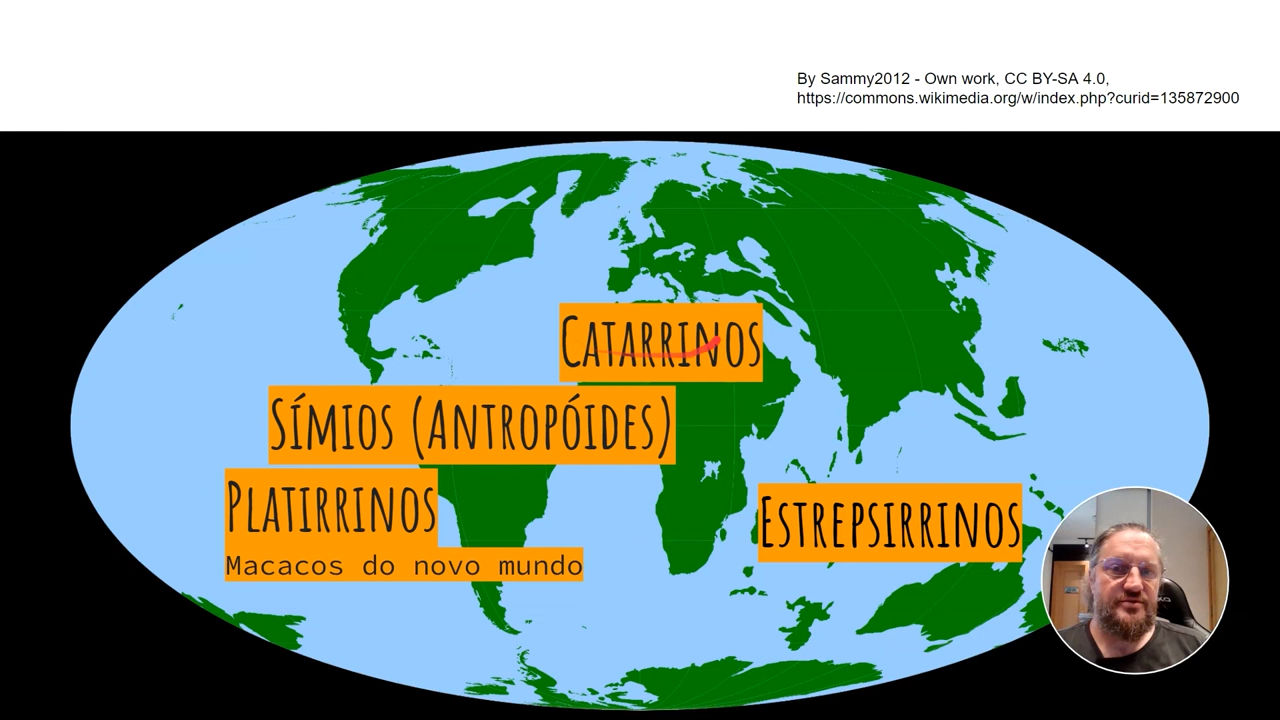 By Sammy2012 - Own work, CC BY-SA 4.0,
https://commons.wikimedia.org/w/index.php?curid=135872900
Catarrinos
Símios (Antropóides)
Platirrinos
Macacos do novo mundo
Estrepsirrinos